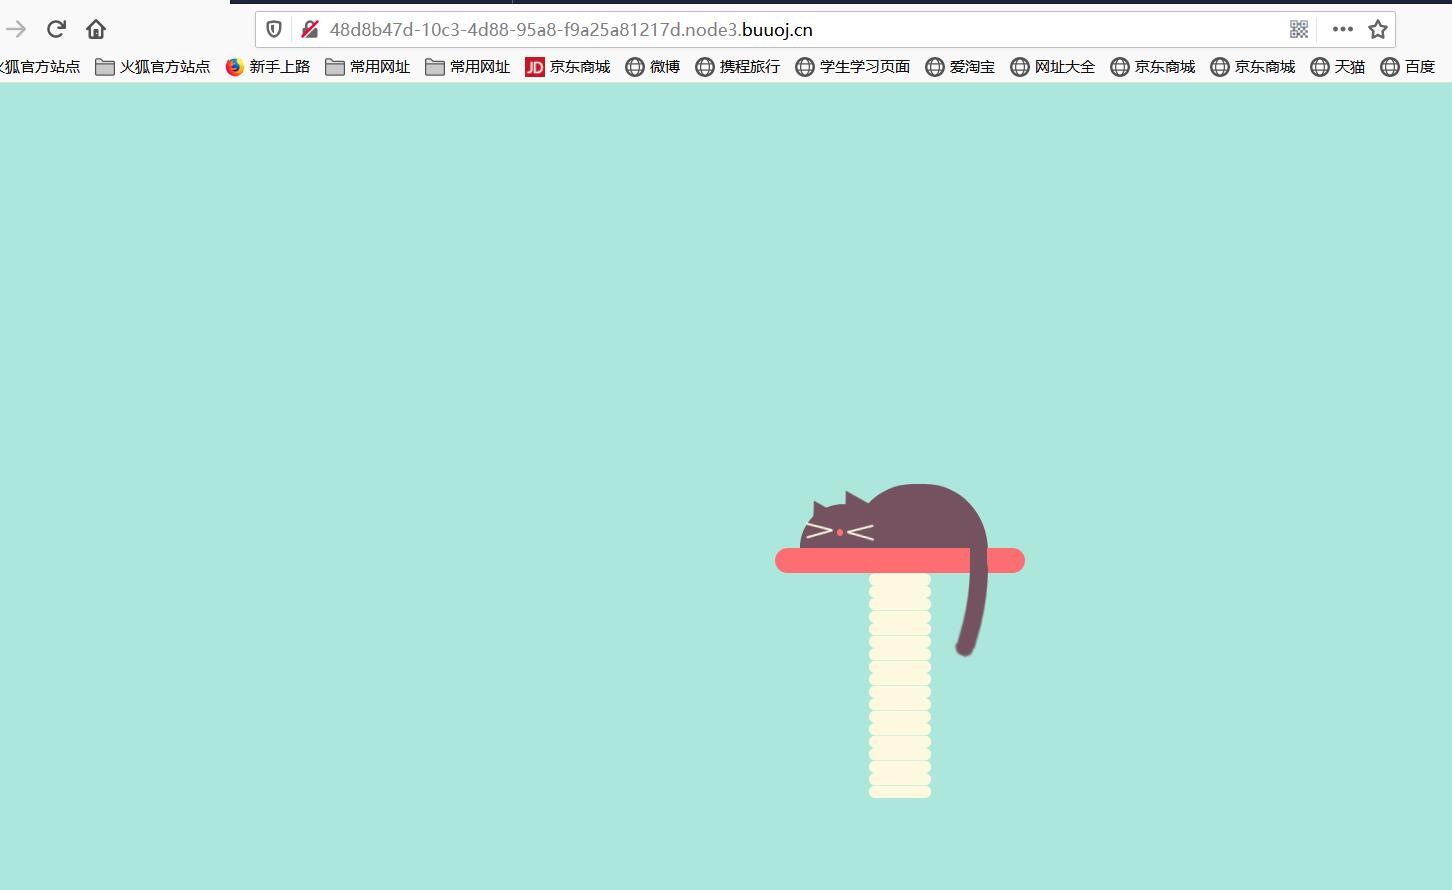 48d8b47d-10c3-4d88-95a8-f9a25a81217d.node3.buuoj.cn
火狐官方站点 火狐官方站点 新手上路 常用网址 常用网址 JD 京东商城 微博 携程旅行 学生学习页面 爱淘宝 网址大全 京东商城 京东商城 天猫 百度